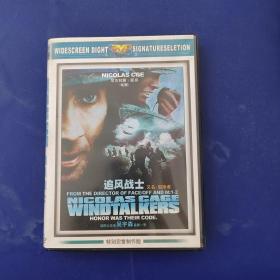 WIDESCREEN DIGHT SIGNATURESELETION
NICOLAS CAGE
追风战士
FROM THE DIRECTOR OF FACE/OFF AND M:I-2
NICOLAS CAGE
WINDTALKERS
HONOR WAS THEIR CODE.